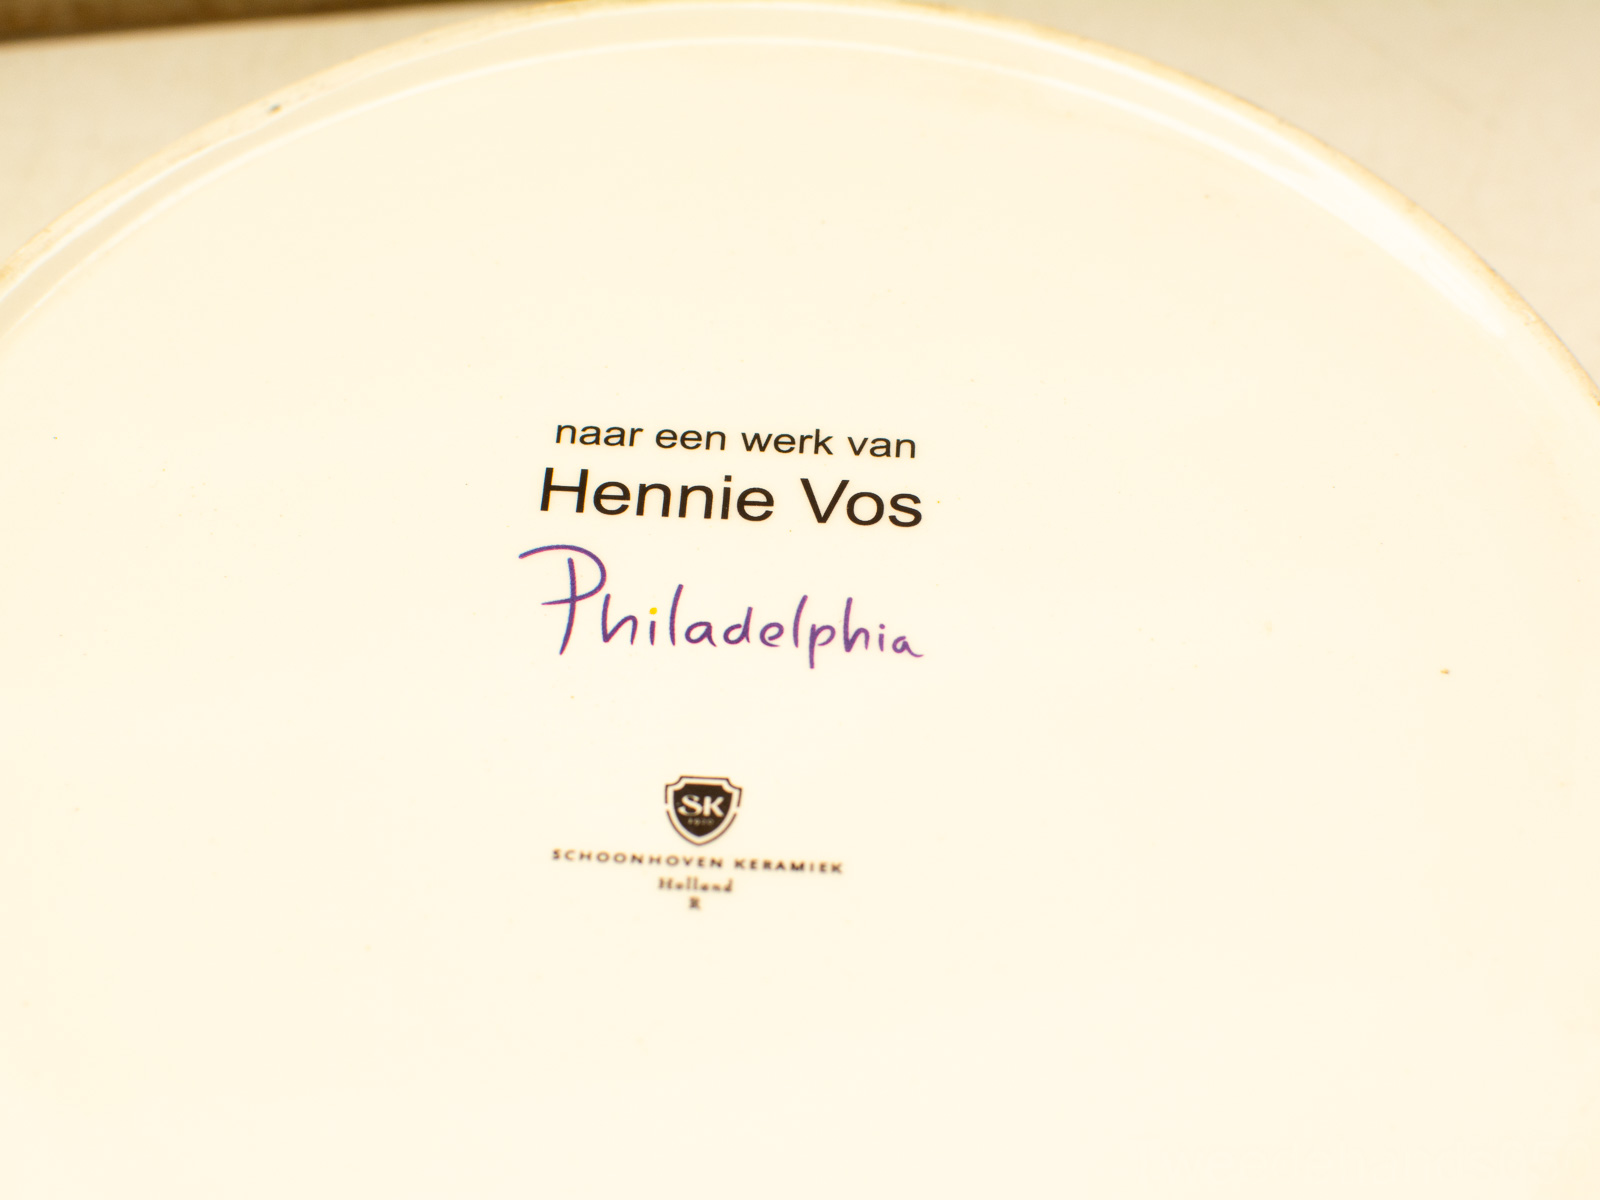 naar een werk van
Hennie Vos
Philadelphia
SK
SCHOONHOVEN KERAMIEK
Holland
R